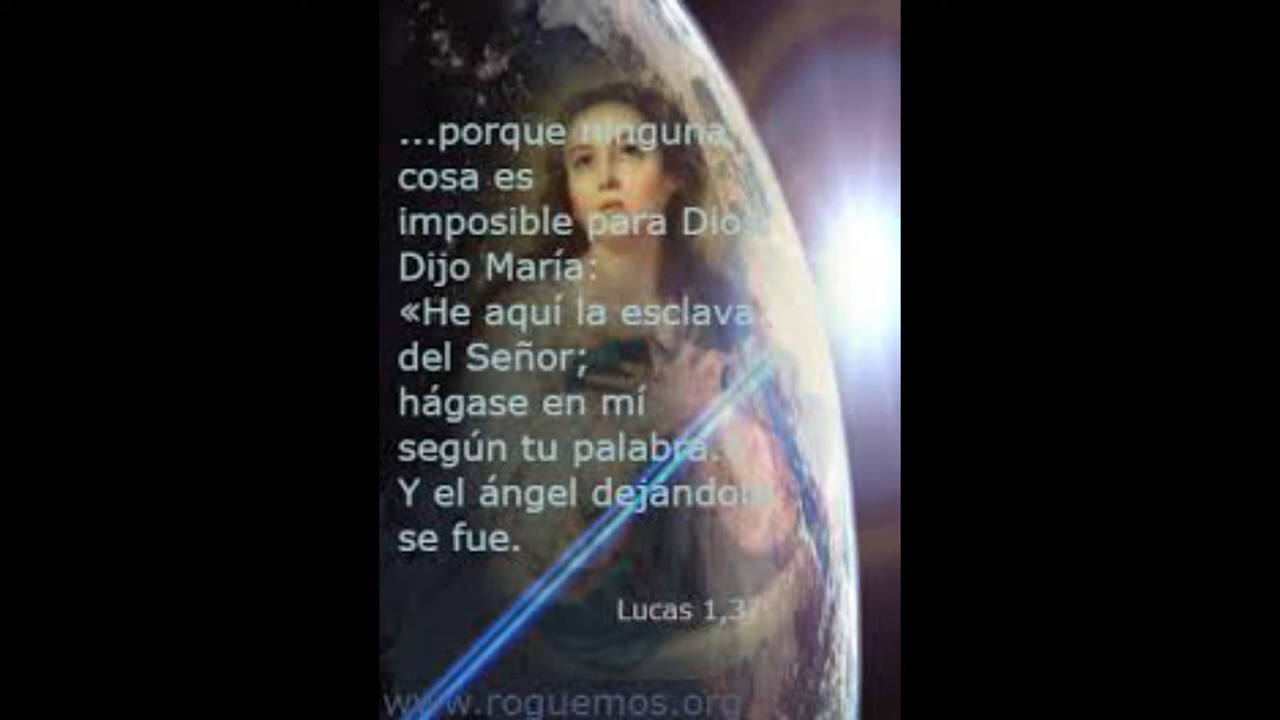 ...porque ninguna
cosa es
imposible para Dios
Dijo María:
«He aquí la esclava
del Señor;
hágase en mí
según tu palabra.
Y el ángel dejándola
se fue.
Lucas 1,37
www.roguemos.org